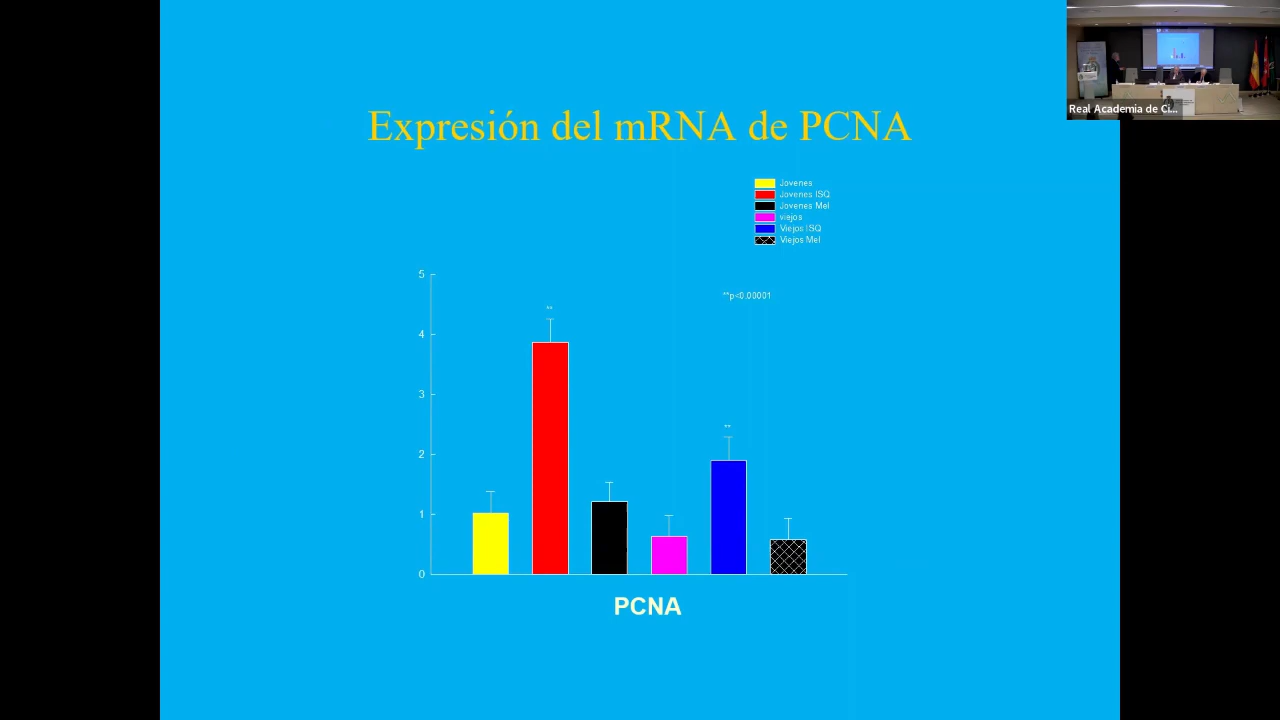 Expresión del mRNA de PCNA
Real Academia de Ci...
Jovenes
Jovenes ISQ
Jovenes Mel
viejos
Viejos ISQ
Viejos Mel
**p<0.00001
5
4
3
2
1
0
**
**
PCNA